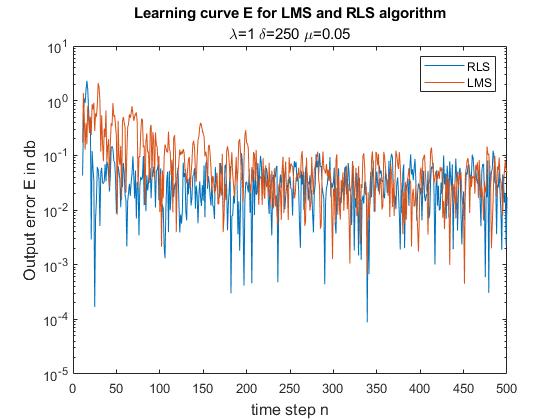 Learning curve E for LMS and RLS algorithm
λ=1 δ=250 μ=0.05
10^1
RLS
LMS
10^0
10^-1
10^-2
10^-3
10^-4
10^-5
Output error E in db
0 50 100 150 200 250 300 350 400 450 500
time step n